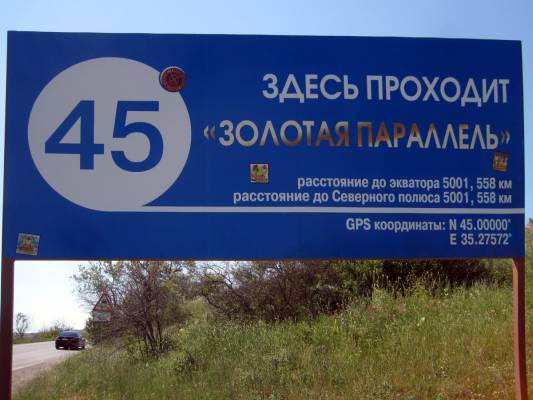 45
ЗДЕСЬ ПРОХОДИТ
«ЗОЛОТАЯ ПАРАЛЛЕЛЬ»
расстояние до экватора 5001, 558 км
расстояние до Северного полюса 5001, 558 км
GPS координаты: N 45.00000°
E 35.27572°